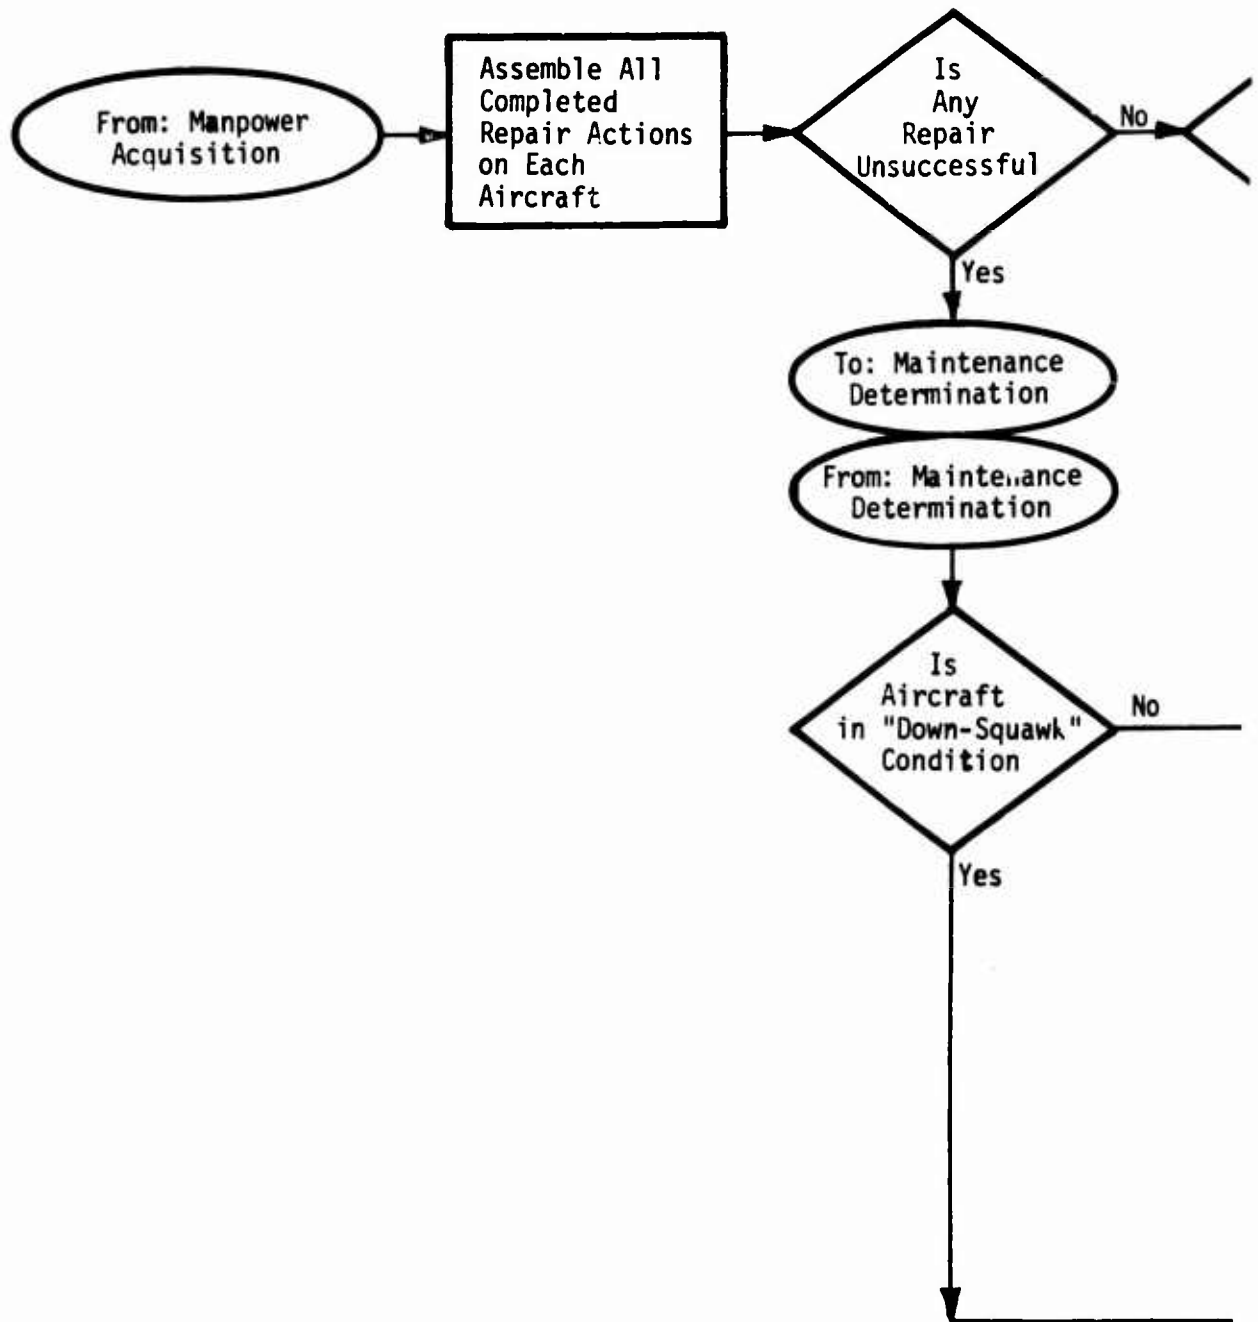 From: Manpower
Acquisition
Assemble All
Completed
Repair Actions
on Each
Aircraft
Is
Any
Repair
Unsuccessful
No
Yes
To: Maintenance
Determination
From: Maintenance
Determination
Is
Aircraft
in "Down-Squawk"
Condition
No
Yes